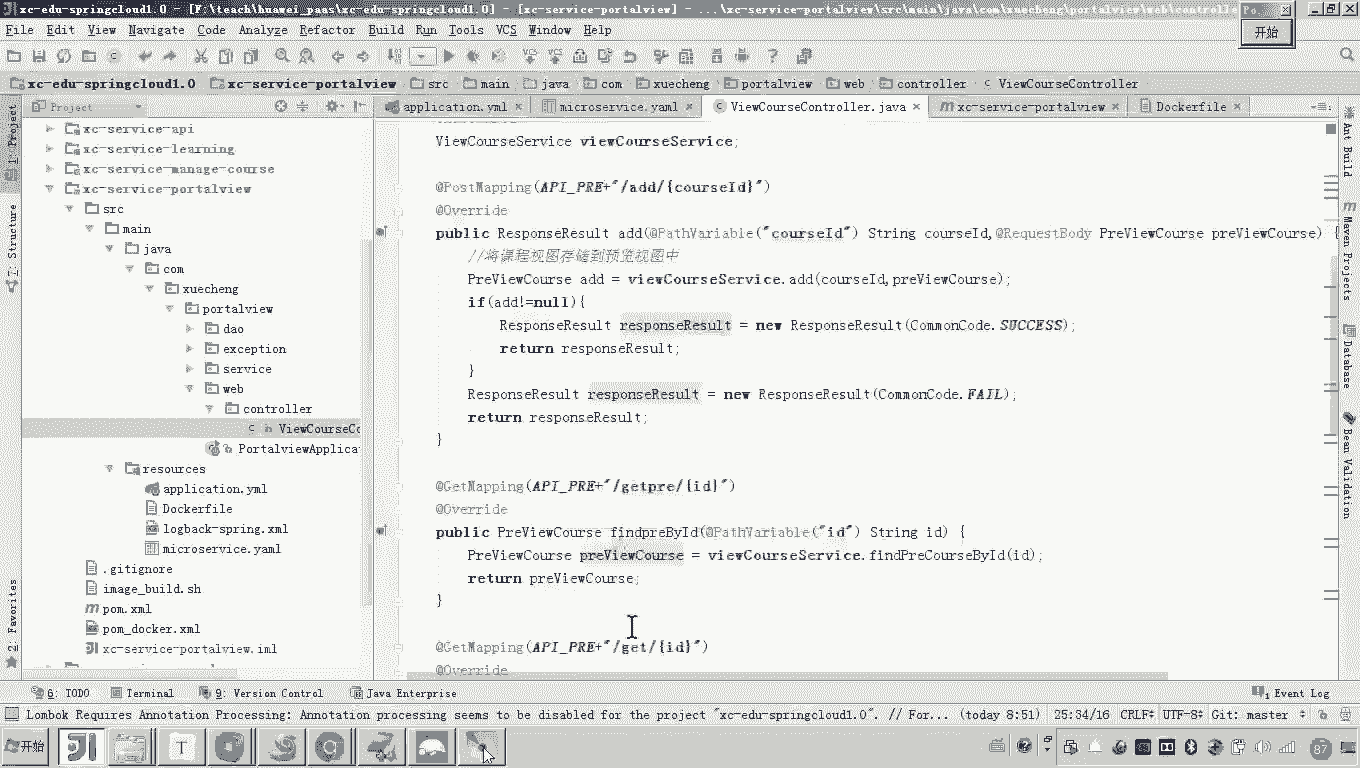 xc-edu-springcloud1.0 - [F:\teach\huawei_paas\xc-edu-springcloud1.0] - [xc-service-portalview] - ...\xc-service-portalview\src\main\java\com\xuecheng\portalview\web\controlle
Po...
开始
File Edit View Navigate Code Analyze Refactor Build Run Tools VCS Window Help
xc-edu-springcloud1.0 xc-service-portalview src main java com xuecheng portalview web controller ViewCourseController
Project
application.yml microservice.yaml ViewCourseController.java xc-service-portalview Dockerfile
1: Project
7: Structure
2: Favorites
xc-service-api
xc-service-learning
xc-service-manage-course
xc-service-portalview
src
main
java
com
xuecheng
portalview
dao
exception
service
web
controller
ViewCourseCo
PortalviewApplica
resources
application.yml
Dockerfile
logback-spring.xml
microservice.yaml
.gitignore
image_build.sh
pom.xml
pom_docker.xml
xc-service-portalview.iml
ViewCourseService viewCourseService;
@PostMapping(API_PRE+"/add/{courseId}")
@Override
public ResponseResult add(@PathVariable("courseId") String courseId,@RequestBody PreViewCourse preViewCourse) {
//将课程视图存储到预览视图中
PreViewCourse add = viewCourseService.add(courseId,preViewCourse);
if(add!=null){
ResponseResult responseResult = new ResponseResult(CommonCode.SUCCESS);
return responseResult;
}
ResponseResult responseResult = new ResponseResult(CommonCode.FAIL);
return responseResult;
}
@GetMapping(API_PRE+"/getpre/{id}")
@Override
public PreViewCourse findpreById(@PathVariable("id") String id) {
PreViewCourse preViewCourse = viewCourseService.findPreCourseById(id);
return preViewCourse;
}
@GetMapping(API_PRE+"/get/{id}")
@Override
Ant Build
Maven Projects
Database
Bean Validation
6: TODO Terminal 9: Version Control Java Enterprise
1 Event Log
Lombok Requires Annotation Processing: Annotation processing seems to be disabled for the project "xc-edu-springcloud1.0". // For... (today 8:51) 25:34/16 CRLF UTF-8 Git: master
开始
87